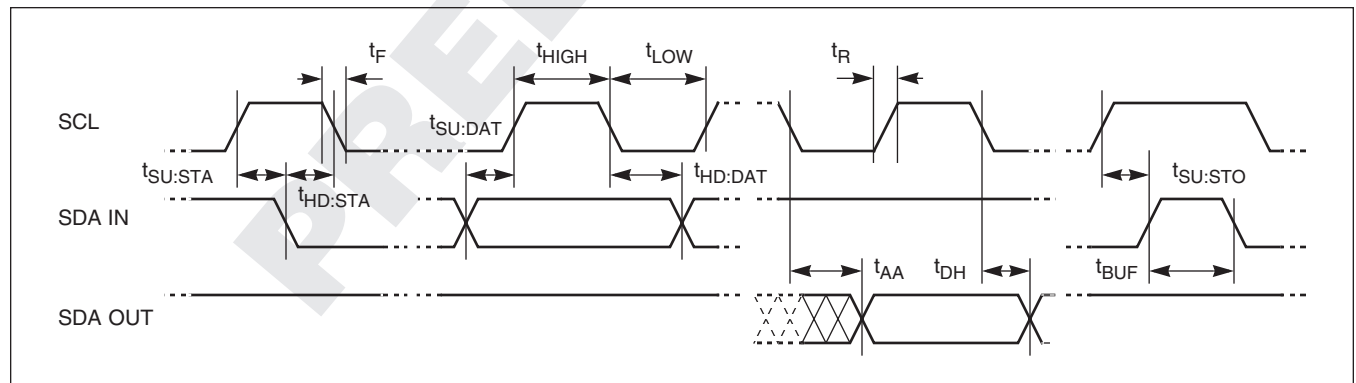 PRE
tF
tHIGH
tLOW
tR
SCL
tSU:DAT
tSU:STA
tHD:STA
tHD:DAT
tSU:STO
SDA IN
tAA
tDH
tBUF
SDA OUT